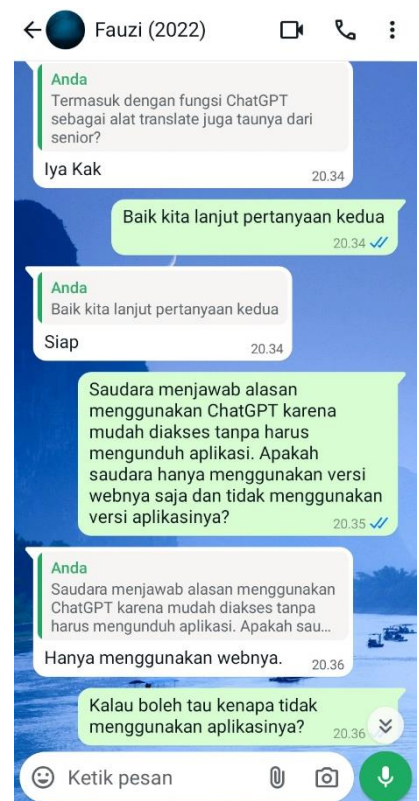 Fauzi (2022)
Anda
Termasuk dengan fungsi ChatGPT
sebagai alat translate juga taunya dari
senior?
Iya Kak
20.34
Baik kita lanjut pertanyaan kedua
20.34
Anda
Baik kita lanjut pertanyaan kedua
Siap
20.34
Saudara menjawab alasan
menggunakan ChatGPT karena
mudah diakses tanpa harus
mengunduh aplikasi. Apakah
saudara hanya menggunakan versi
webnya saja dan tidak menggunakan
versi aplikasinya?
20.35
Anda
Saudara menjawab alasan menggunakan
ChatGPT karena mudah diakses tanpa
harus mengunduh aplikasi. Apakah sau...
Hanya menggunakan webnya.
20.36
Kalau boleh tau kenapa tidak
menggunakan aplikasinya?
20.36
Ketik pesan